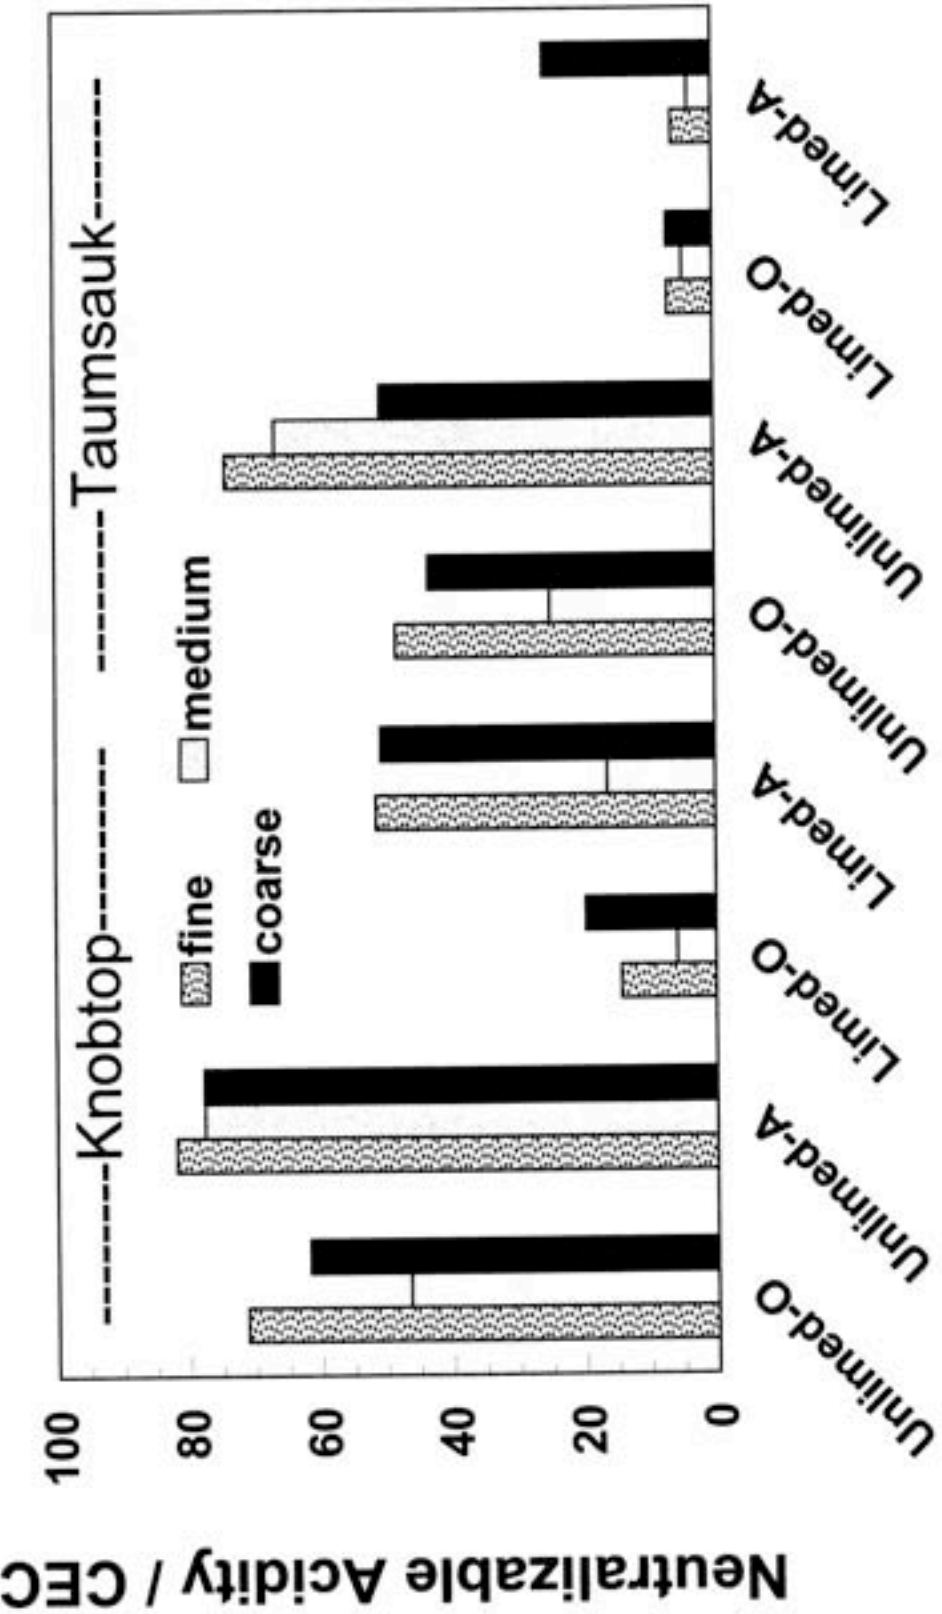 -------Knobtop---------- --------Taumsauk-------
fine medium
coarse
Neutralizable Acidity / CEC
100
80
60
40
20
0
Unlimed-O
Unlimed-A
Limed-O
Limed-A
Unlimed-O
Unlimed-A
Limed-O
Limed-A